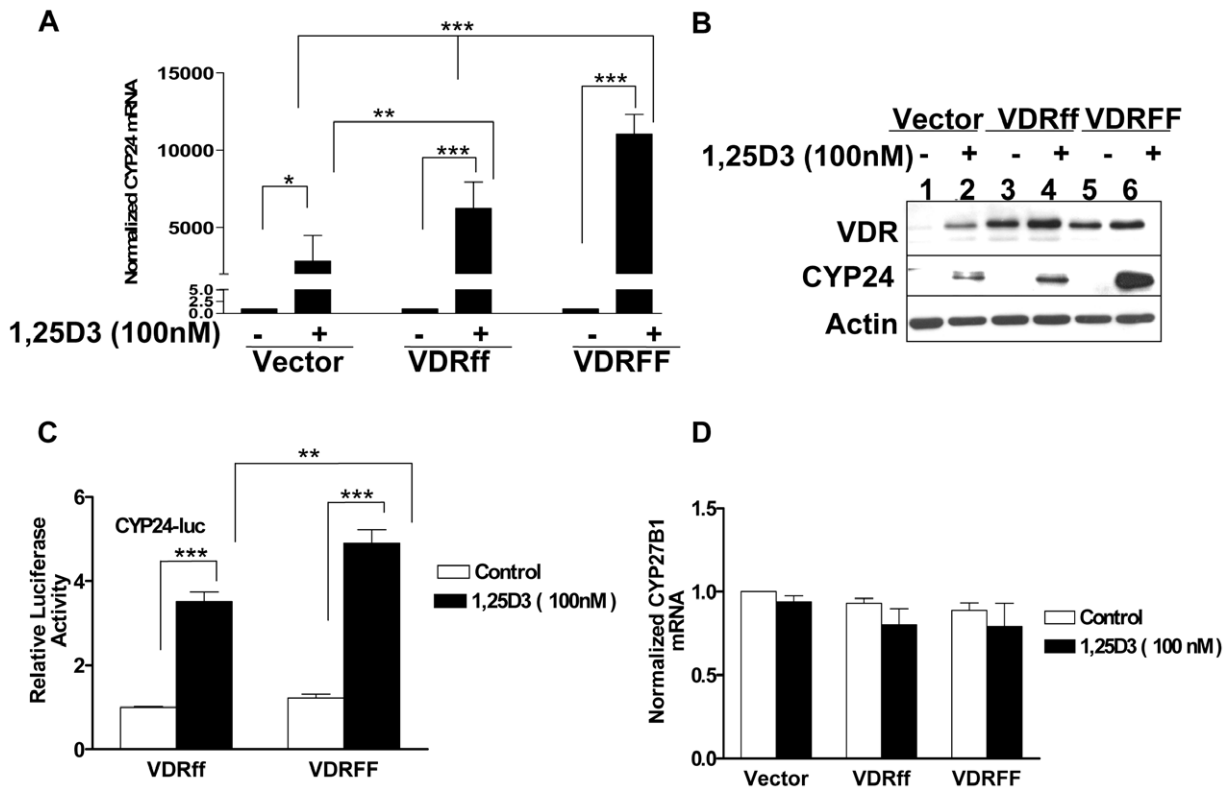 A
***
15000
***
**
Normalized CYP24 mRNA
10000
***
*
5000
5.0
2.5
0.0
1,25D3 (100nM)
- + - + - +
Vector VDRff VDRFF
B
Vector VDRff VDRFF
1,25D3 (100nM) - + - + - +
1 2 3 4 5 6
VDR
CYP24
Actin
C
**
6
***
CYP24-luc
***
Relative Luciferase
Activity
4
2
0
Control
1,25D3 ( 100nM)
VDRff VDRFF
D
1.5
Normalized CYP27B1
mRNA
1.0
0.5
0.0
Control
1,25D3 ( 100 nM)
Vector VDRff VDRFF